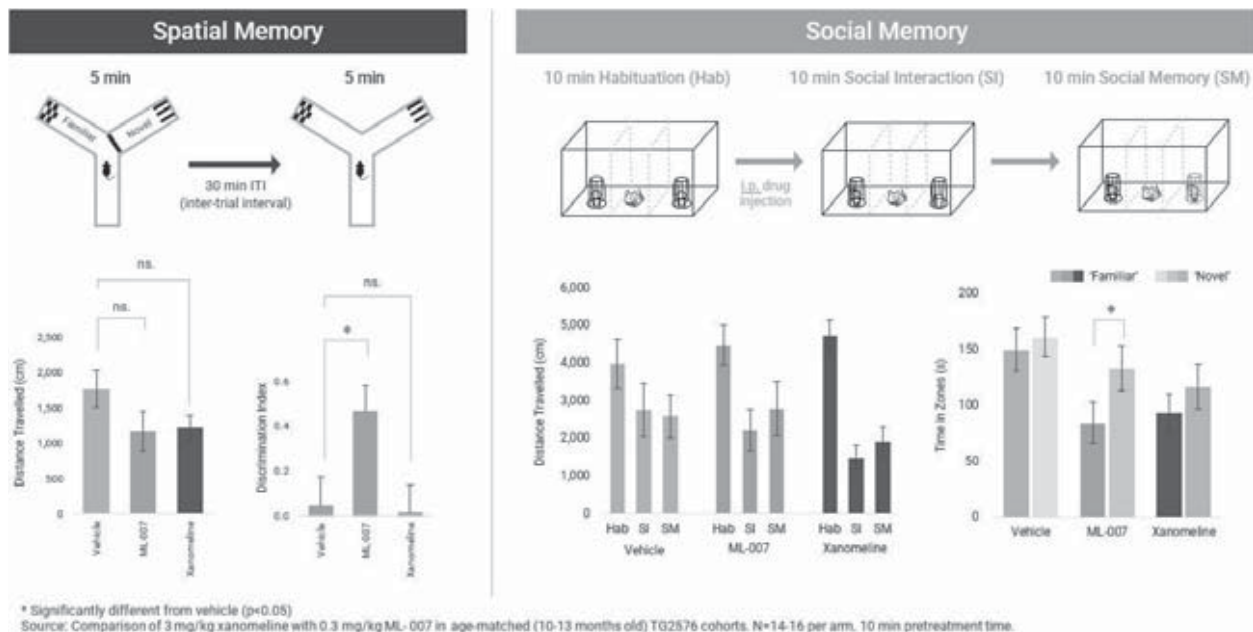 Spatial Memory
5 min
5 min
Familiar
Novel
30 min ITI
(inter-trial interval)
ns.
ns.
Distance Travelled (cm)
2,500
2,000
1,500
1,000
500
0
Vehicle
ML-007
Xanomeline
ns.
*
Discrimination Index
0.6
0.4
0.2
0.0
Vehicle
ML-007
Xanomeline
Social Memory
10 min Habituation (Hab)
10 min Social Interaction (SI)
10 min Social Memory (SM)
i.p. drug
injection
Distance Travelled (cm)
6,000
5,000
4,000
3,000
2,000
1,000
0
Hab SI SM
Hab SI SM
Hab SI SM
Vehicle
ML-007
Xanomeline
'Familiar'
'Novel'
Time in Zones (s)
200
150
100
50
0
*
Vehicle
ML-007
Xanomeline
* Significantly different from vehicle (p<0.05)
Source: Comparison of 3 mg/kg xanomeline with 0.3 mg/kg ML- 007 in age-matched (10-13 months old) TG2576 cohorts. N=14-16 per arm. 10 min pretreatment time.